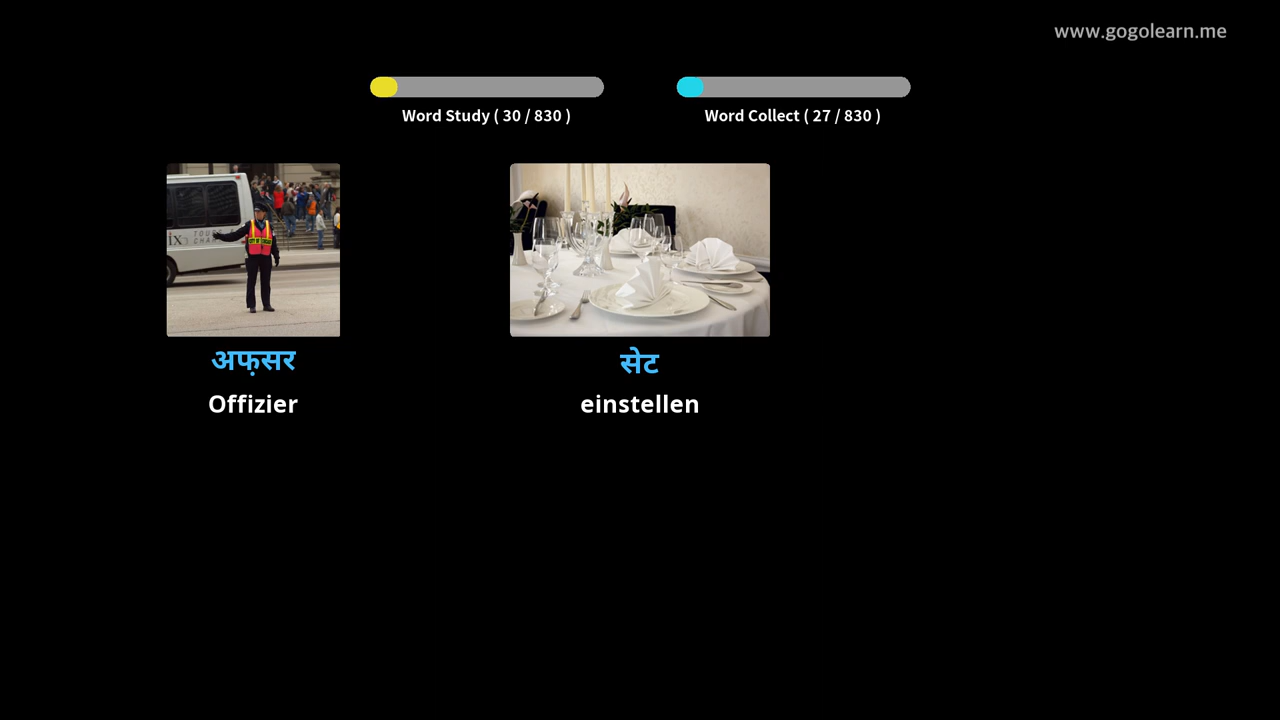 www.gogolearn.me
Word Study ( 30 / 830 )
Word Collect ( 27 / 830 )
अफ़सर
सेट
Offizier
einstellen